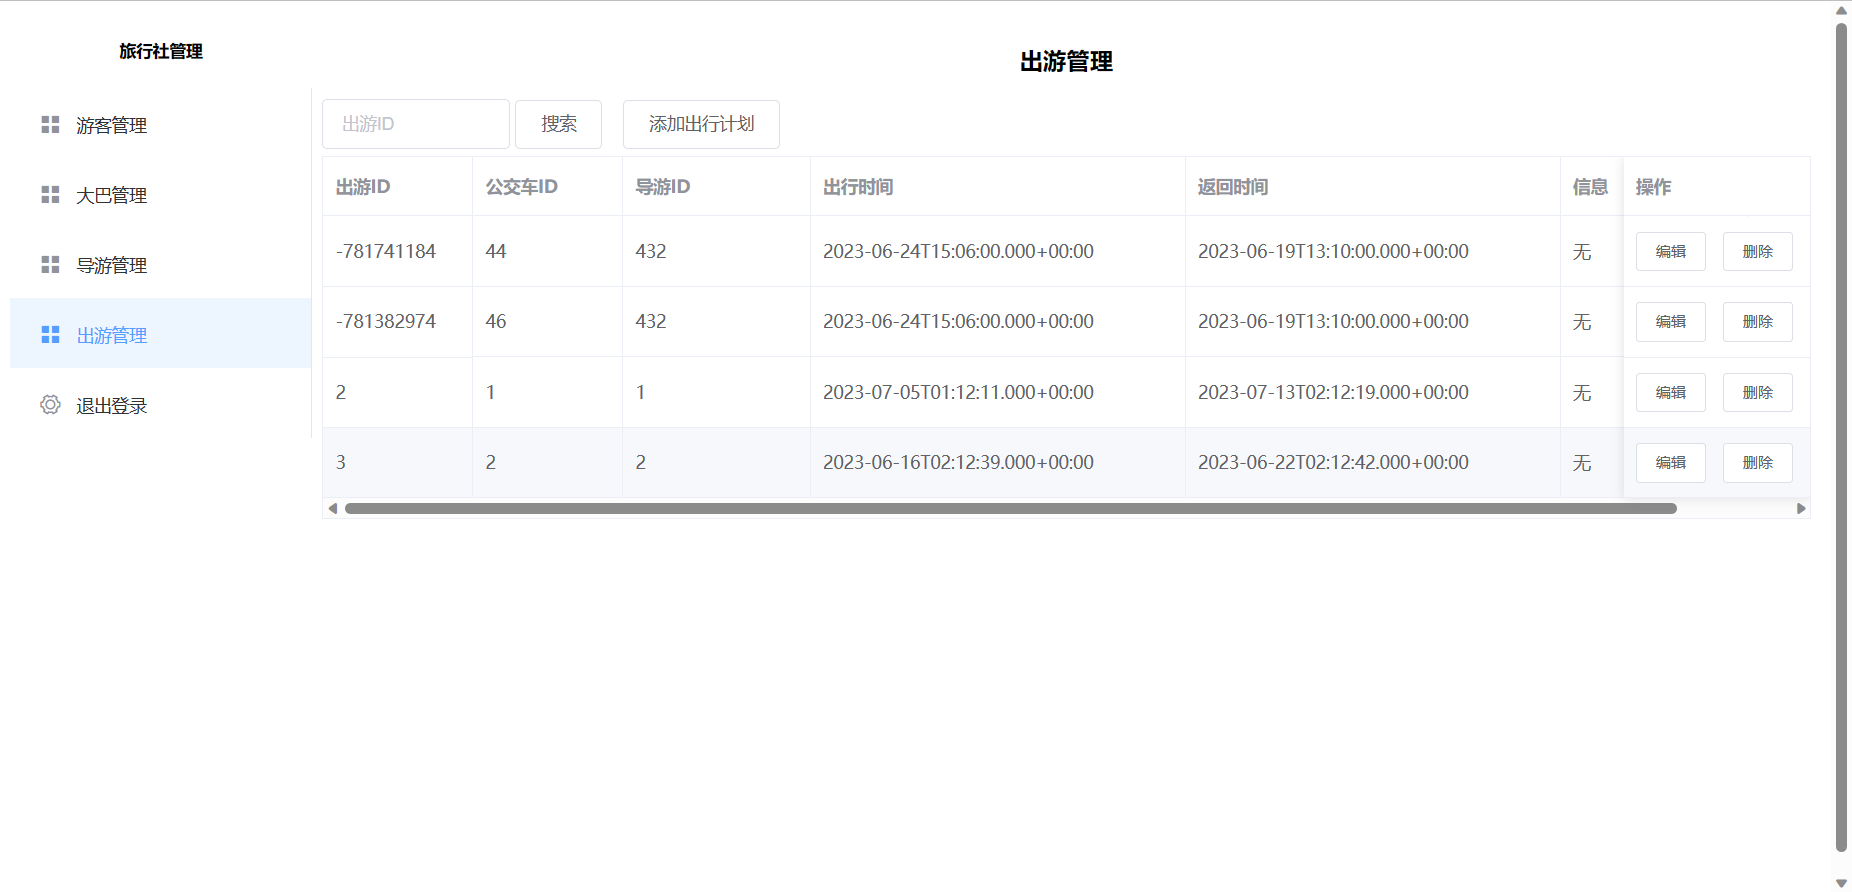 旅行社管理
游客管理
大巴管理
导游管理
出游管理
退出登录
出游管理
出游ID 搜索 添加出行计划
出游ID 公交车ID 导游ID 出行时间 返回时间 信息 操作
-781741184 44 432 2023-06-24T15:06:00.000+00:00 2023-06-19T13:10:00.000+00:00 无 编辑 删除
-781382974 46 432 2023-06-24T15:06:00.000+00:00 2023-06-19T13:10:00.000+00:00 无 编辑 删除
2 1 1 2023-07-05T01:12:11.000+00:00 2023-07-13T02:12:19.000+00:00 无 编辑 删除
3 2 2 2023-06-16T02:12:39.000+00:00 2023-06-22T02:12:42.000+00:00 无 编辑 删除